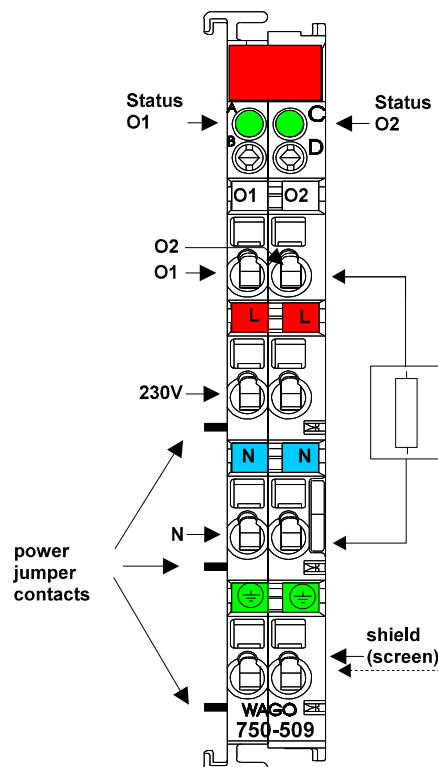 Status
O1
A
C
Status
O2
B
D
O1 O2
O2
O1
L L
230V
N N
N
power
jumper
contacts
shield
(screen)
WAGO
750-509